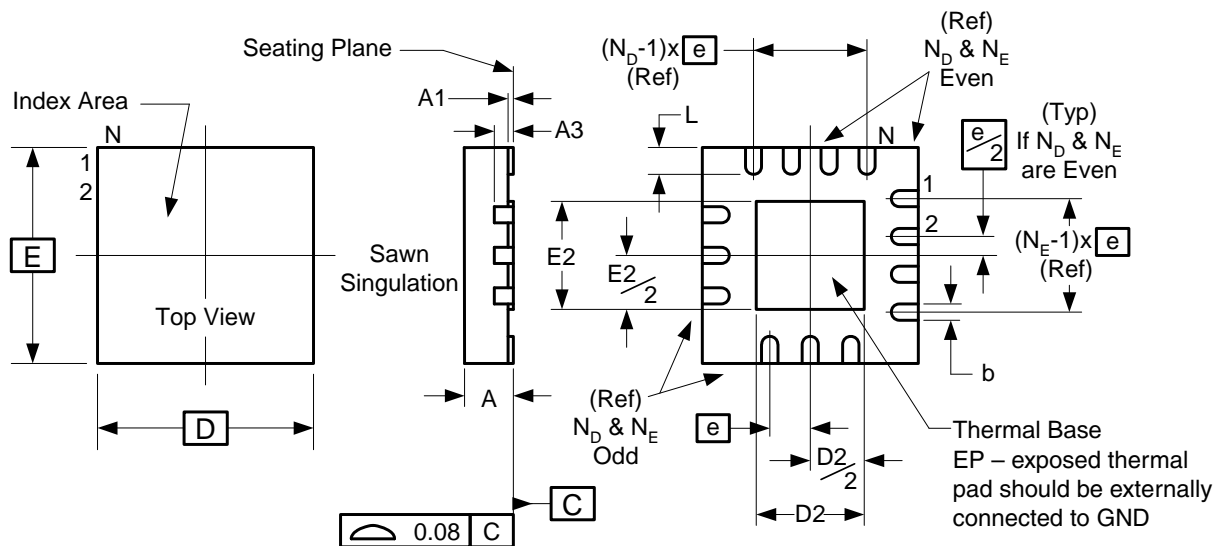 Seating Plane
(N_D-1)x e
(Ref)
(Ref)
N_D & N_E
Even
Index Area
A1
A3
L
N
N
(Typ)
e/2
If N_D & N_E
are Even
1
2
1
2
E
Sawn
Singulation
E2
E2/2
(N_E-1)x e
(Ref)
Top View
A
b
D
(Ref)
N_D & N_E
Odd
e
D2/2
D2
Thermal Base
EP – exposed thermal
pad should be externally
connected to GND
C
0.08 C